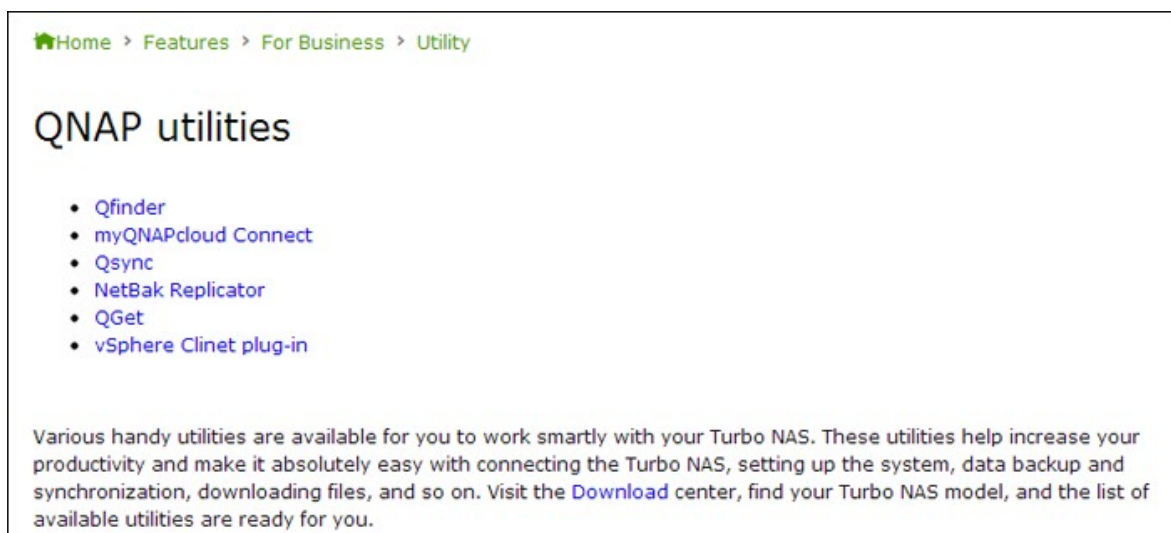 Home > Features > For Business > Utility
QNAP utilities
• Qfinder
• myQNAPcloud Connect
• Qsync
• NetBak Replicator
• QGet
• vSphere Clinet plug-in
Various handy utilities are available for you to work smartly with your Turbo NAS. These utilities help increase your
productivity and make it absolutely easy with connecting the Turbo NAS, setting up the system, data backup and
synchronization, downloading files, and so on. Visit the Download center, find your Turbo NAS model, and the list of
available utilities are ready for you.